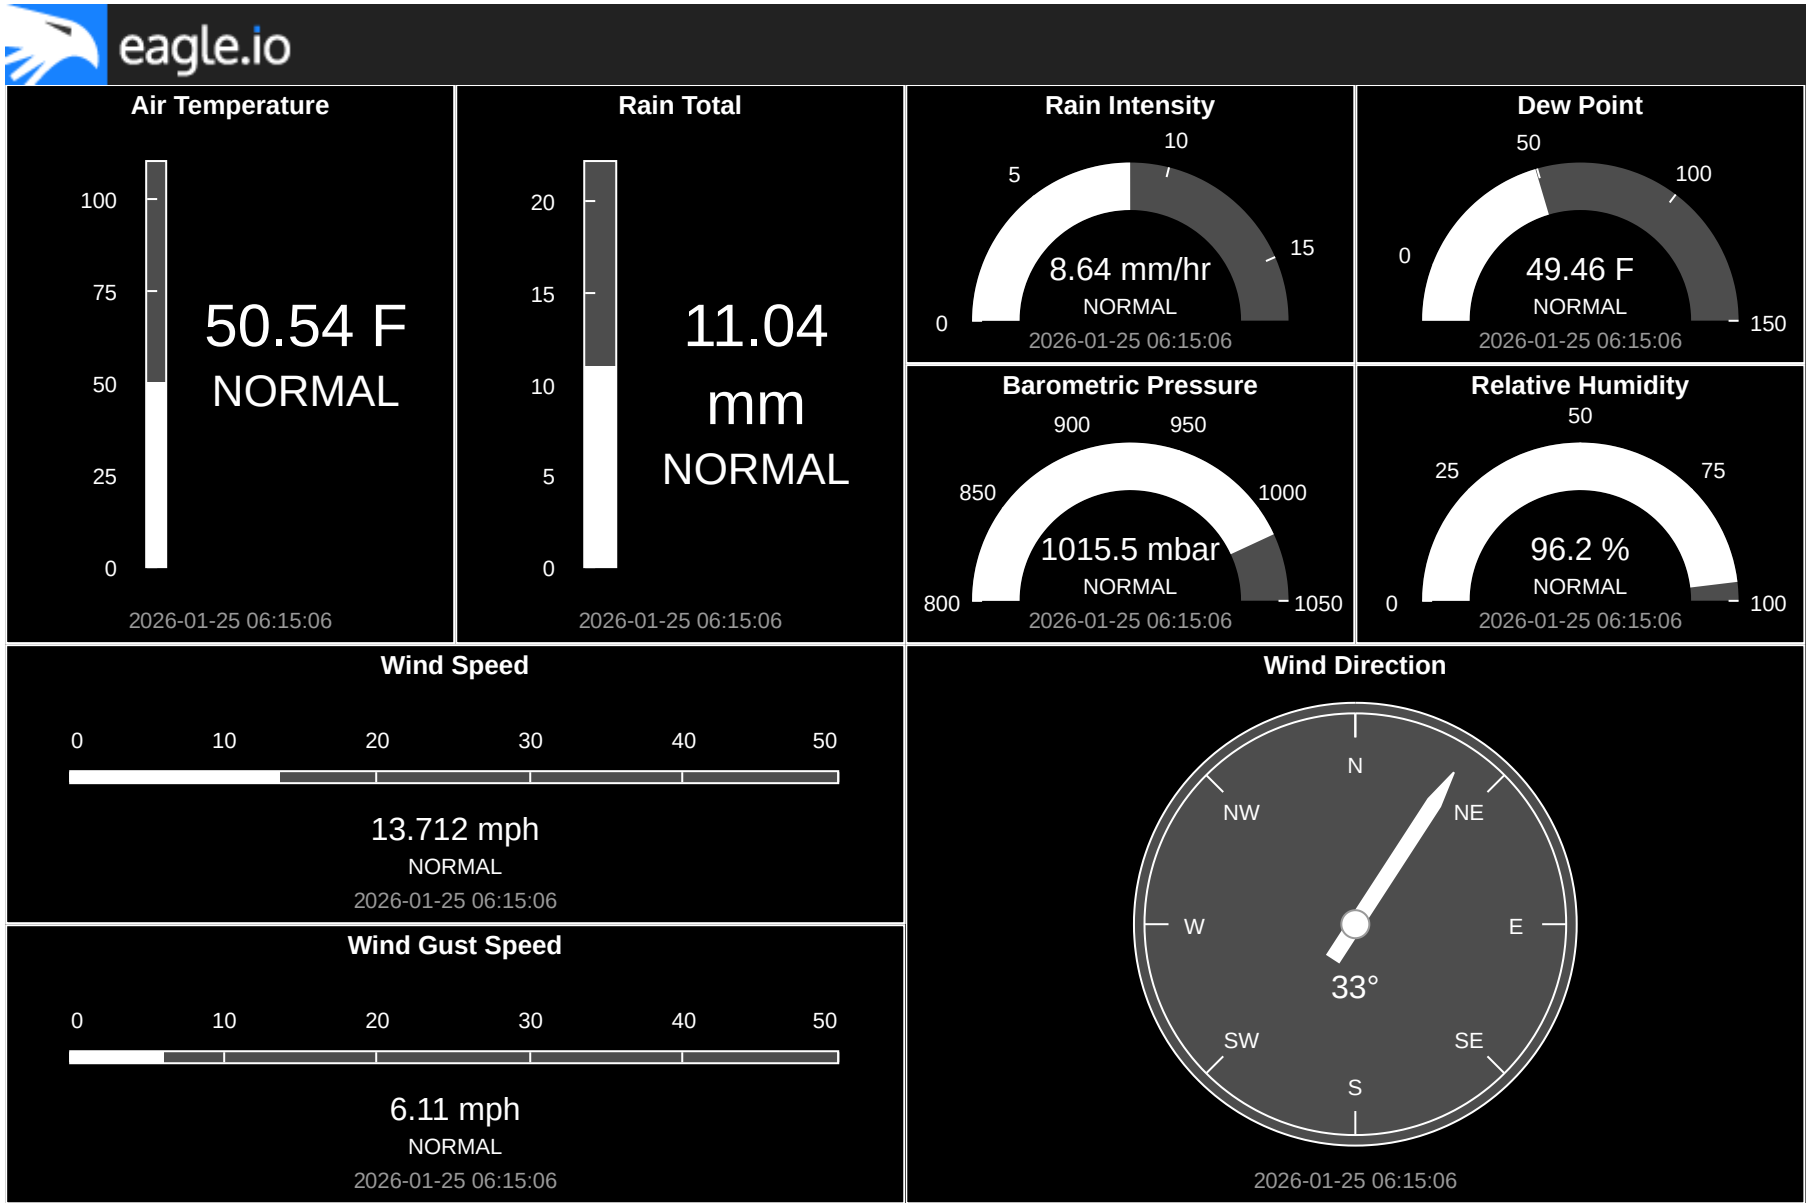 eagle.io
Air Temperature
100
75
50
25
0
50.54 F
NORMAL
2026-01-25 06:15:06
Rain Total
20
15
10
5
0
11.04
mm
NORMAL
2026-01-25 06:15:06
Rain Intensity
0
5
10
15
8.64 mm/hr
NORMAL
2026-01-25 06:15:06
Dew Point
0
50
100
150
49.46 F
NORMAL
2026-01-25 06:15:06
Barometric Pressure
800
850
900
950
1000
1050
1015.5 mbar
NORMAL
2026-01-25 06:15:06
Relative Humidity
0
25
50
75
100
96.2 %
NORMAL
2026-01-25 06:15:06
Wind Speed
0 10 20 30 40 50
13.712 mph
NORMAL
2026-01-25 06:15:06
Wind Gust Speed
0 10 20 30 40 50
6.11 mph
NORMAL
2026-01-25 06:15:06
Wind Direction
N
NW NE
W E
33°
SW SE
S
2026-01-25 06:15:06